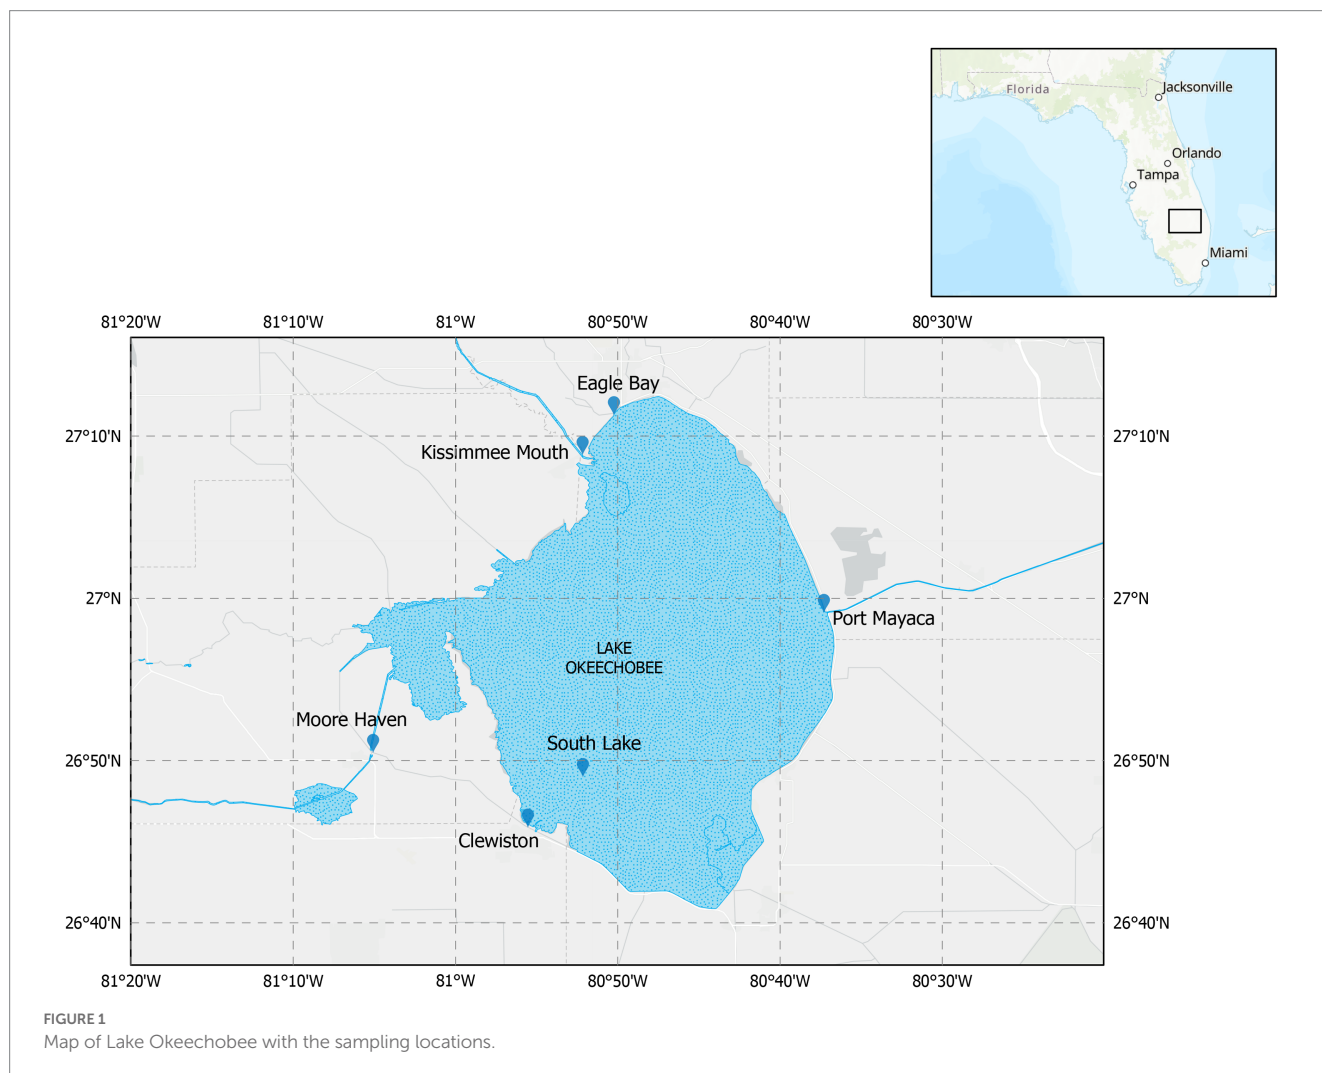 Florida
Jacksonville
Orlando
Tampa
Miami
81°20'W 81°10'W 81°W 80°50'W 80°40'W 80°30'W
Eagle Bay
27°10'N 27°10'N
Kissimmee Mouth
27°N 27°N
Port Mayaca
LAKE
OKEECHOBEE
Moore Haven
South Lake
26°50'N 26°50'N
Clewiston
26°40'N 26°40'N
81°20'W 81°10'W 81°W 80°50'W 80°40'W 80°30'W
FIGURE 1
Map of Lake Okeechobee with the sampling locations.